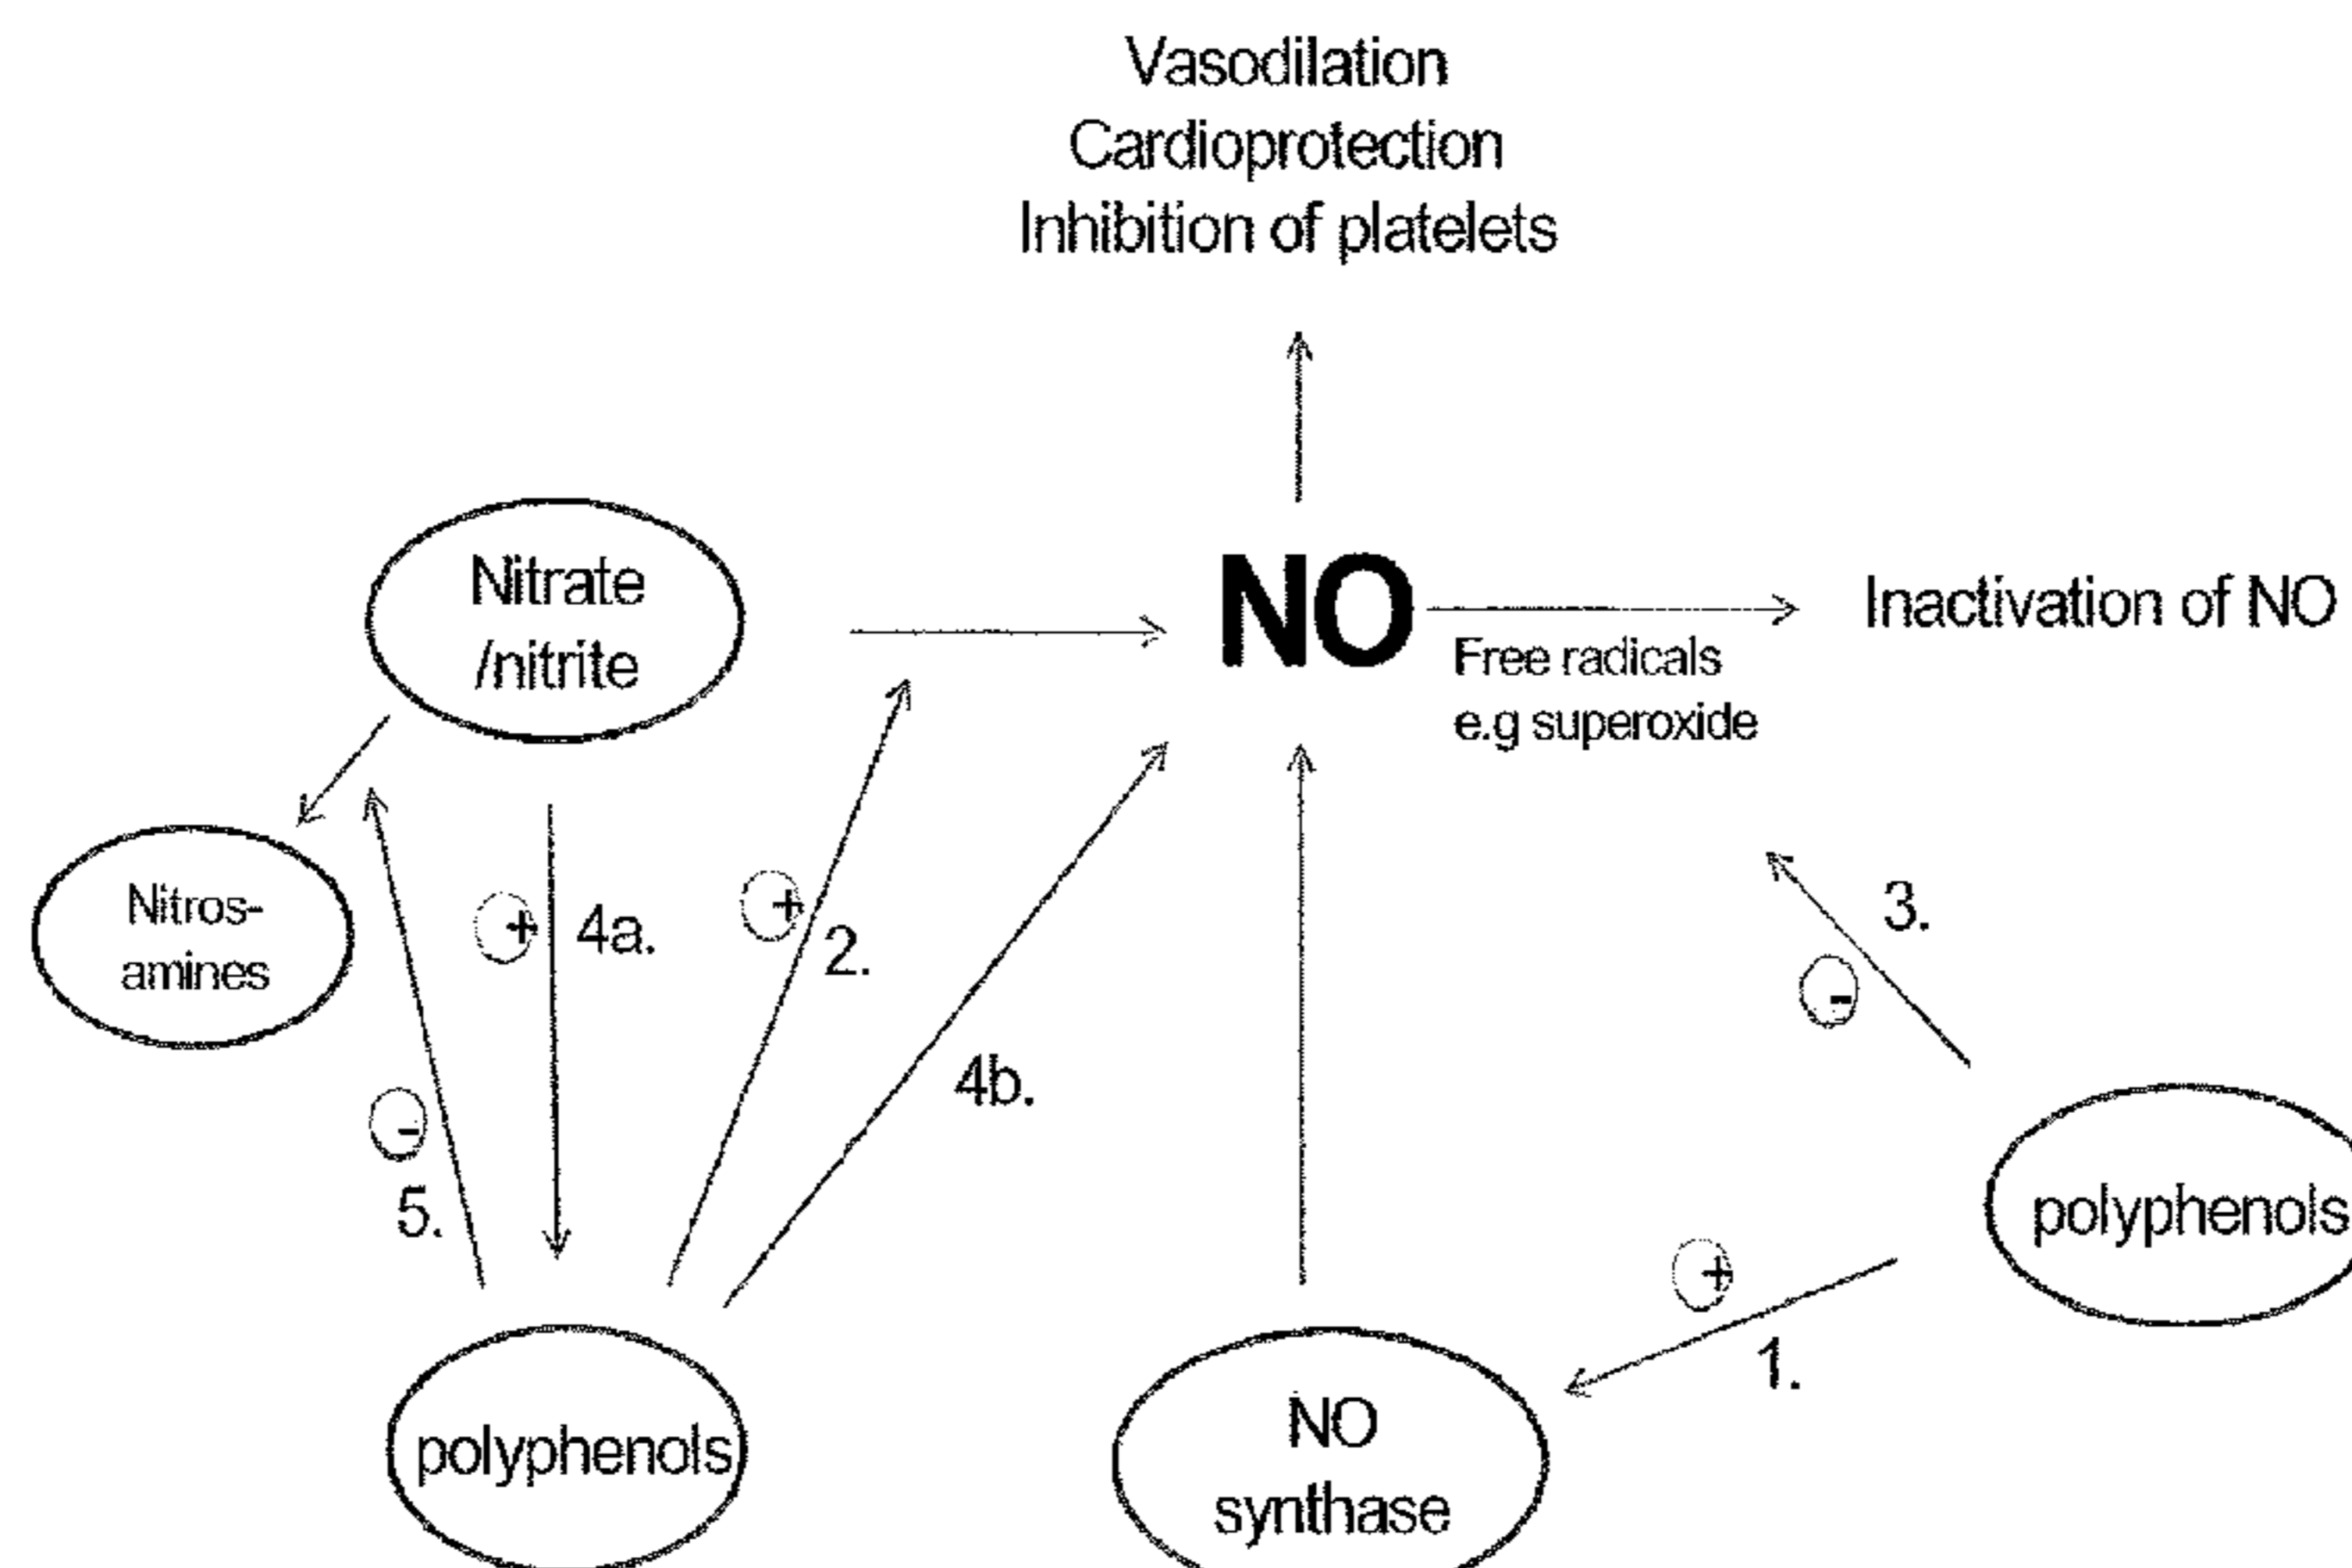 Vasodilation
Cardioprotection
Inhibition of platelets
Nitrate
/nitrite
NO
Inactivation of NO
Free radicals
e.g superoxide
Nitros-
amines
+
4a.
+
2.
3.
-
4b.
-
5.
polyphenols
+
1.
polyphenols
NO
synthase